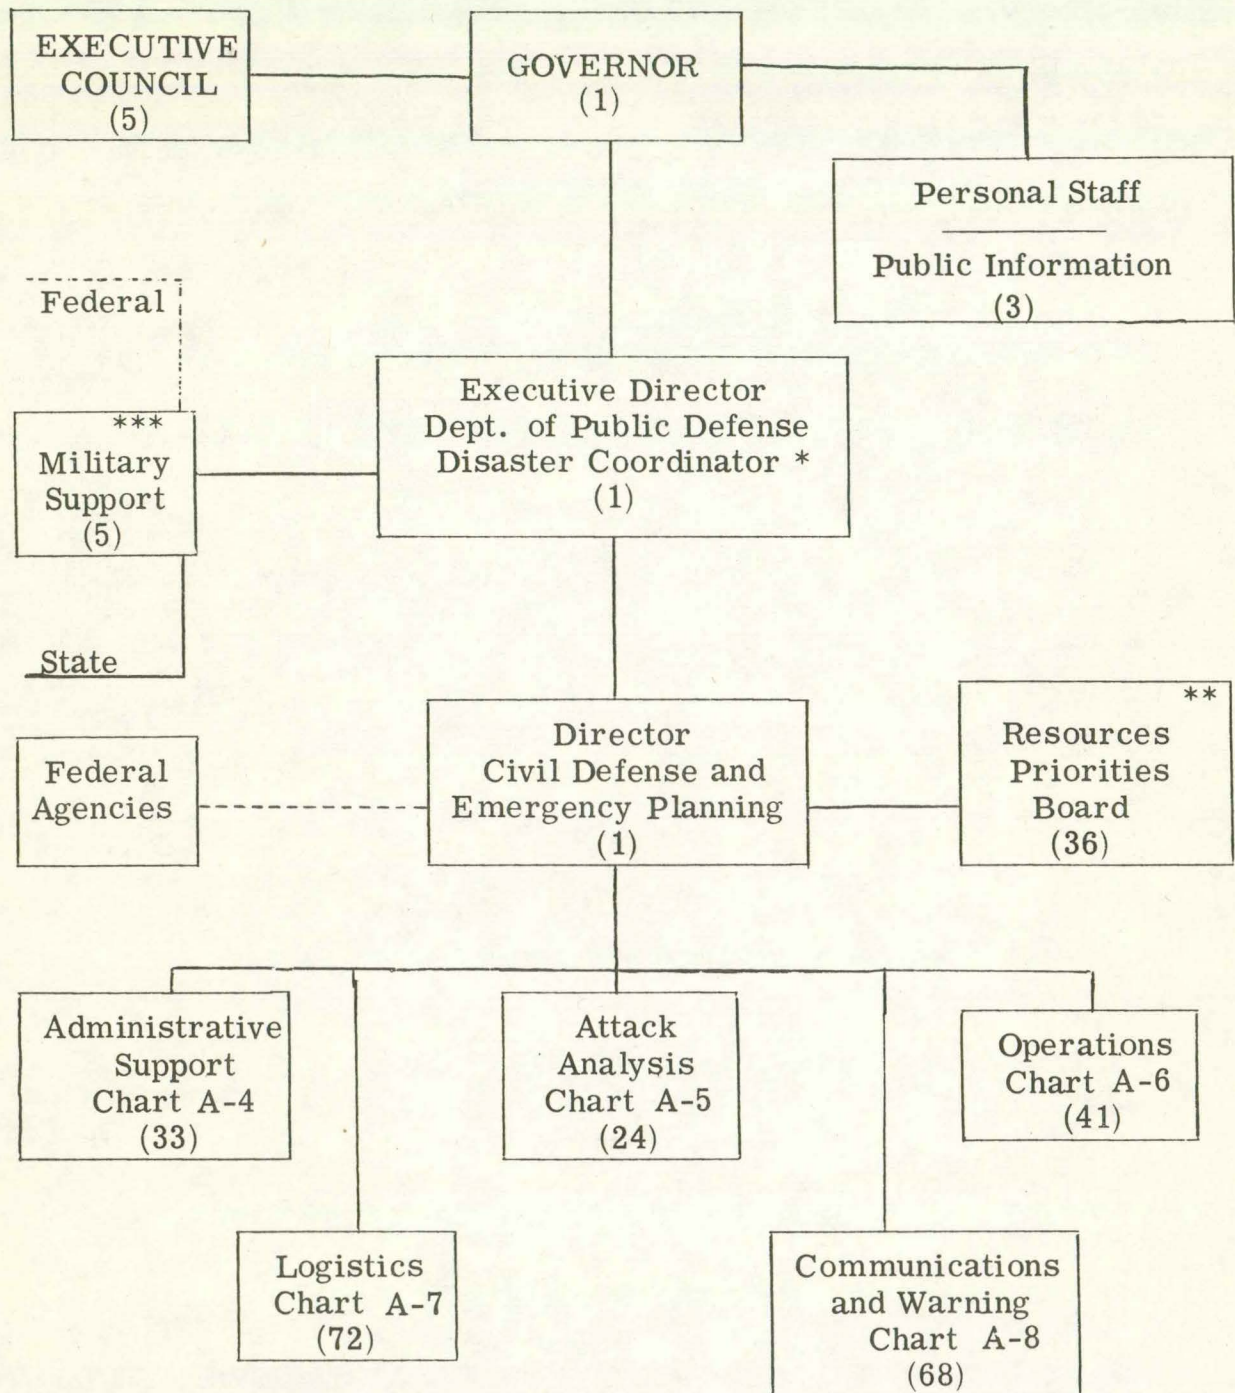 EXECUTIVE
COUNCIL
(5)
GOVERNOR
(1)
Personal Staff
Public Information
(3)
Federal
***
Military
Support
(5)
State
Executive Director
Dept. of Public Defense
Disaster Coordinator *
(1)
Federal
Agencies
Director
Civil Defense and
Emergency Planning
(1)
**
Resources
Priorities
Board
(36)
Administrative
Support
Chart A-4
(33)
Attack
Analysis
Chart A-5
(24)
Operations
Chart A-6
(41)
Logistics
Chart A-7
(72)
Communications
and Warning
Chart A-8
(68)